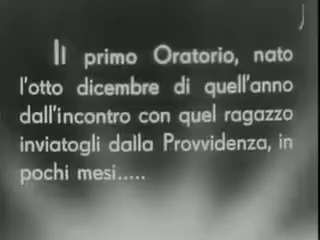 Il primo Oratorio, nato
l'otto dicembre di quell'anno
dall'incontro con quel ragazzo
inviatogli dalla Provvidenza, in
pochi mesi.....